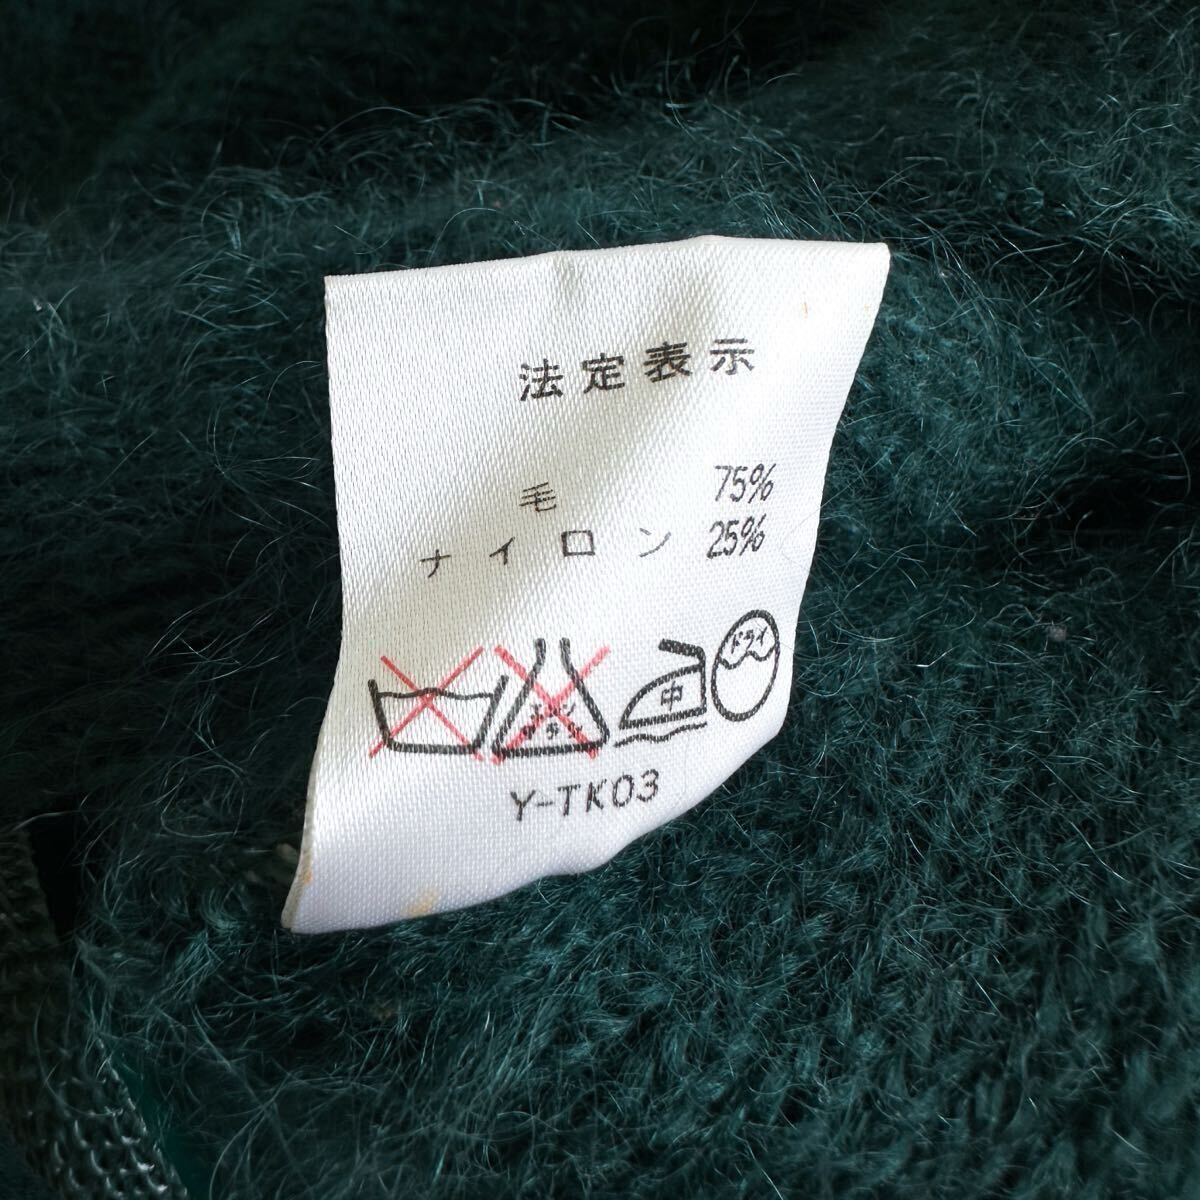 法定表示
毛 75%
ナイロン 25%
中 ドライ
Y-TK03